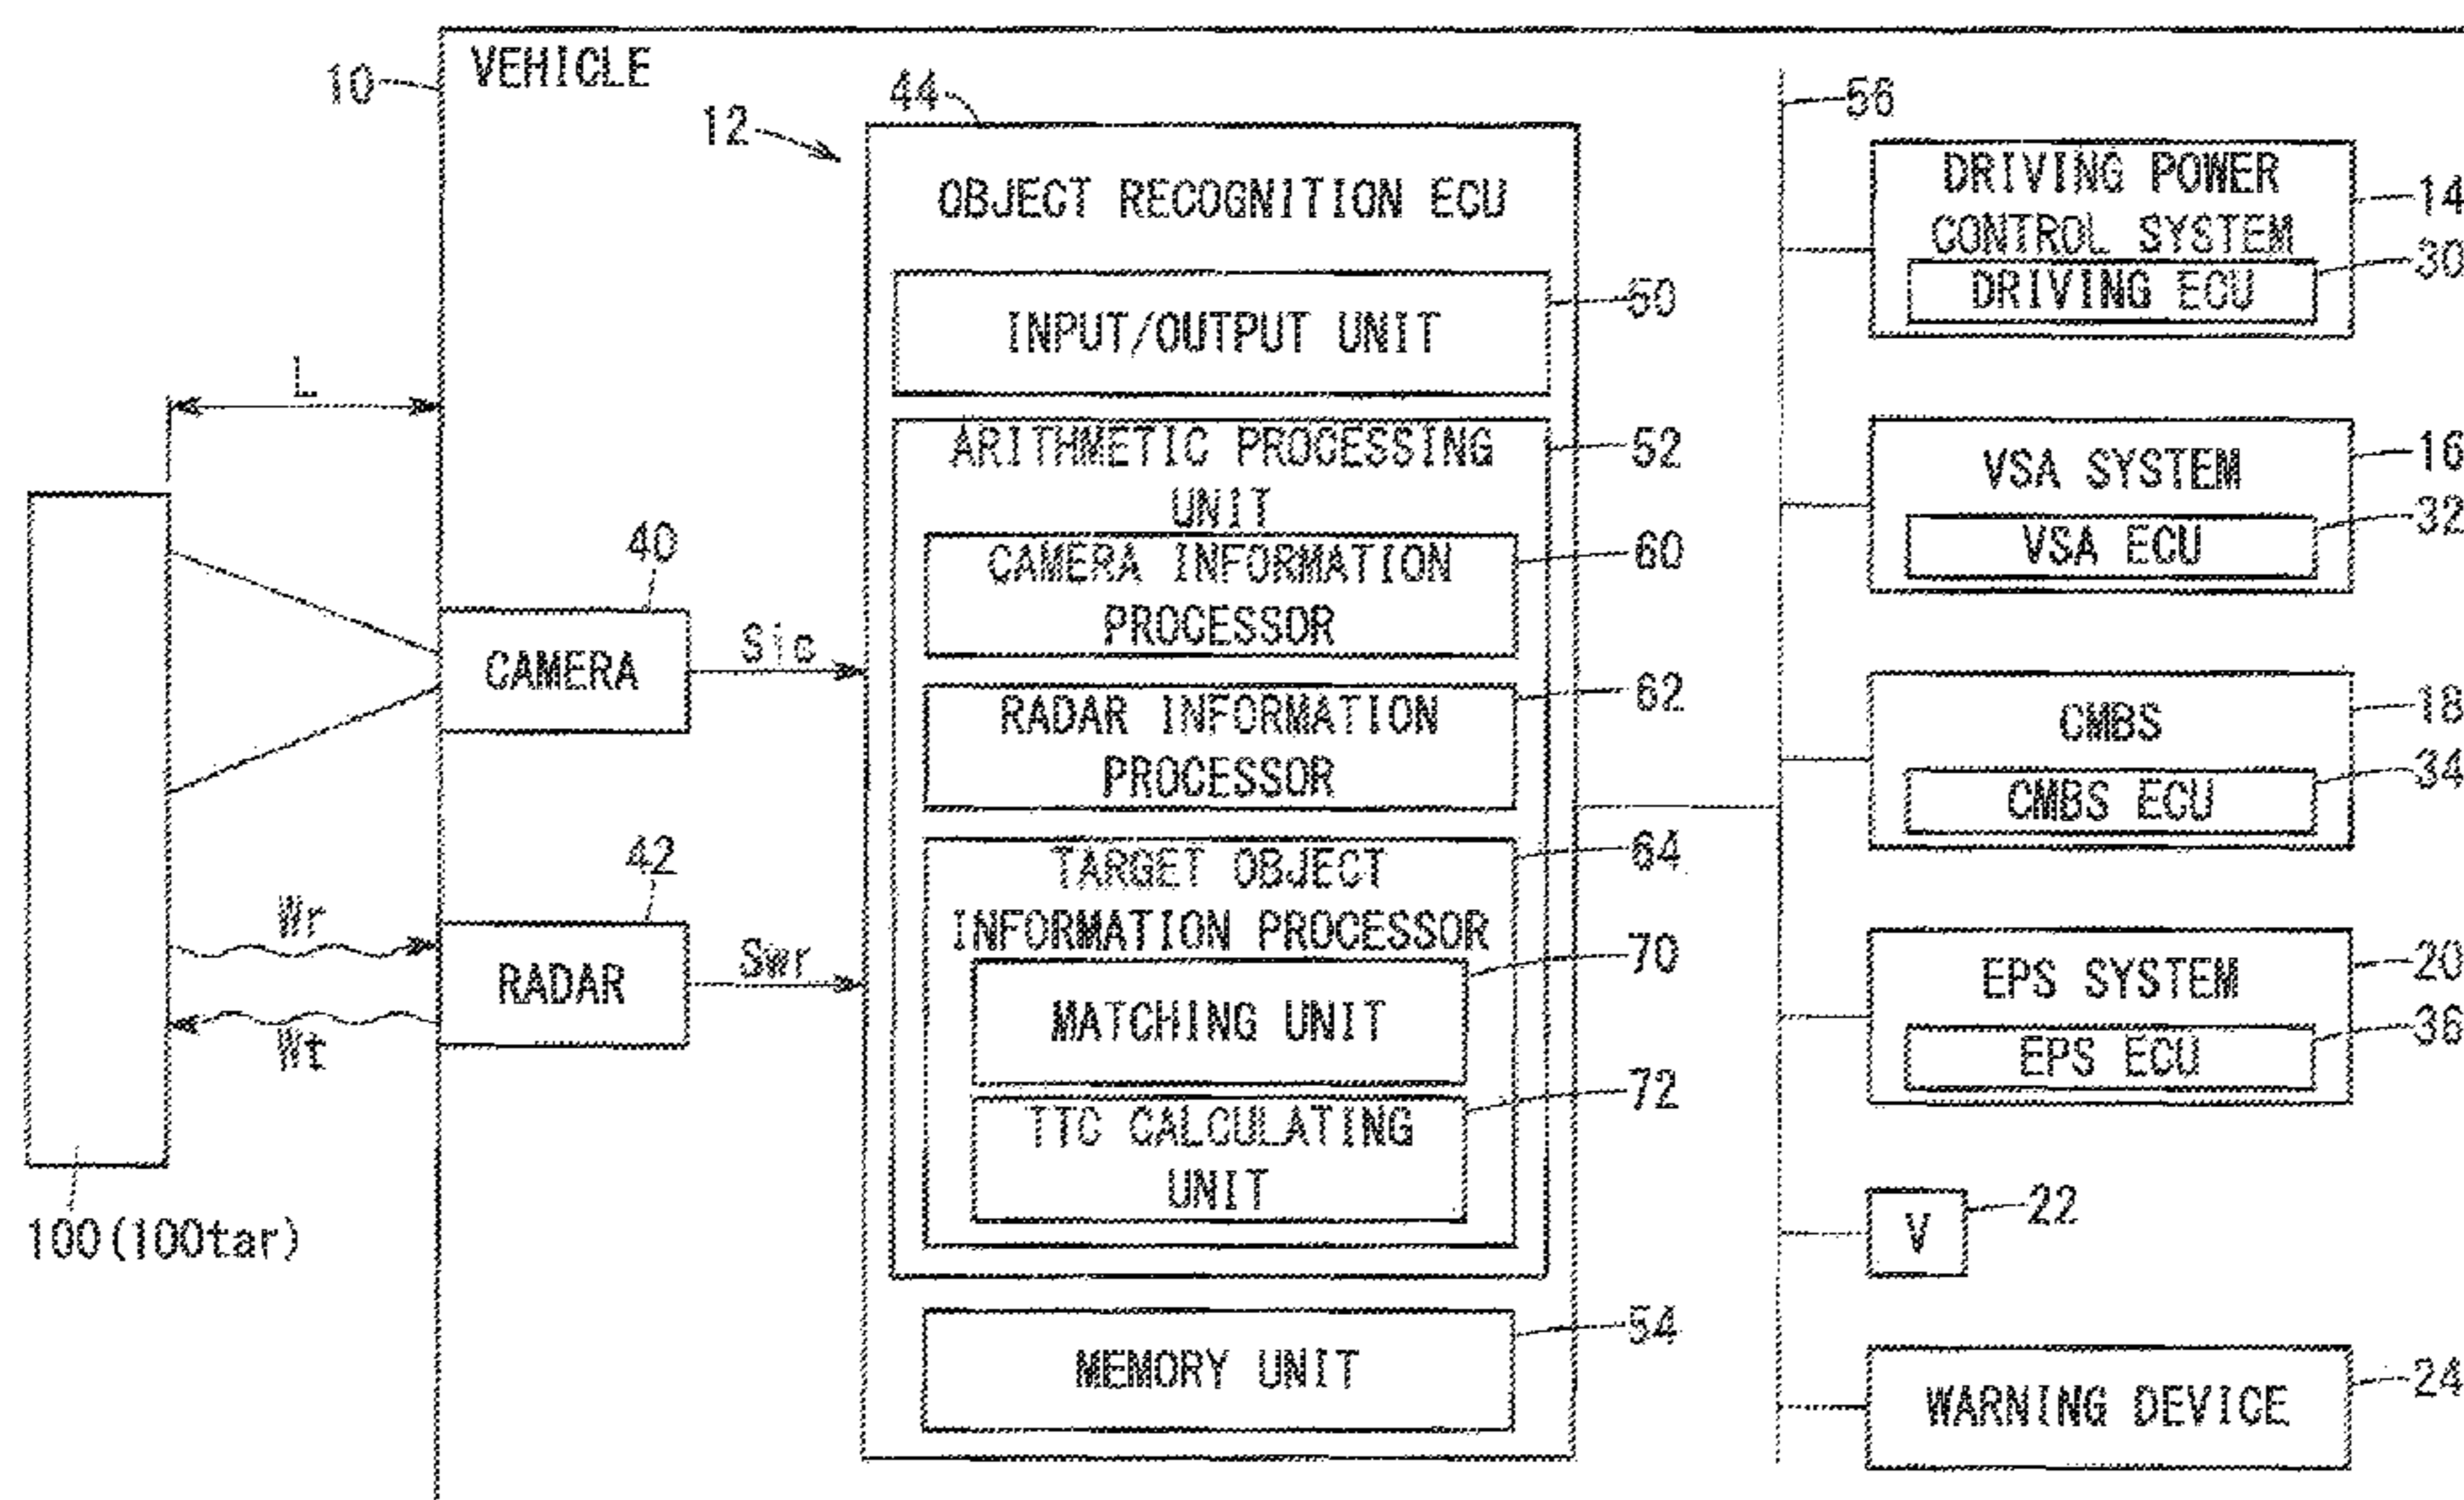 10
VEHICLE
12
44
OBJECT RECOGNITION ECU
INPUT/OUTPUT UNIT
50
ARITHMETIC PROCESSING
UNIT
52
CAMERA INFORMATION
PROCESSOR
60
RADAR INFORMATION
PROCESSOR
62
TARGET OBJECT
INFORMATION PROCESSOR
64
MATCHING UNIT
70
TTC CALCULATING
UNIT
72
MEMORY UNIT
54
L
40
CAMERA
Sic
42
RADAR
Swr
Wr
Wt
100(100tar)
56
DRIVING POWER
CONTROL SYSTEM
14
DRIVING ECU
30
VSA SYSTEM
16
VSA ECU
32
CMBS
18
CMBS ECU
34
EPS SYSTEM
20
EPS ECU
36
V
22
WARNING DEVICE
24